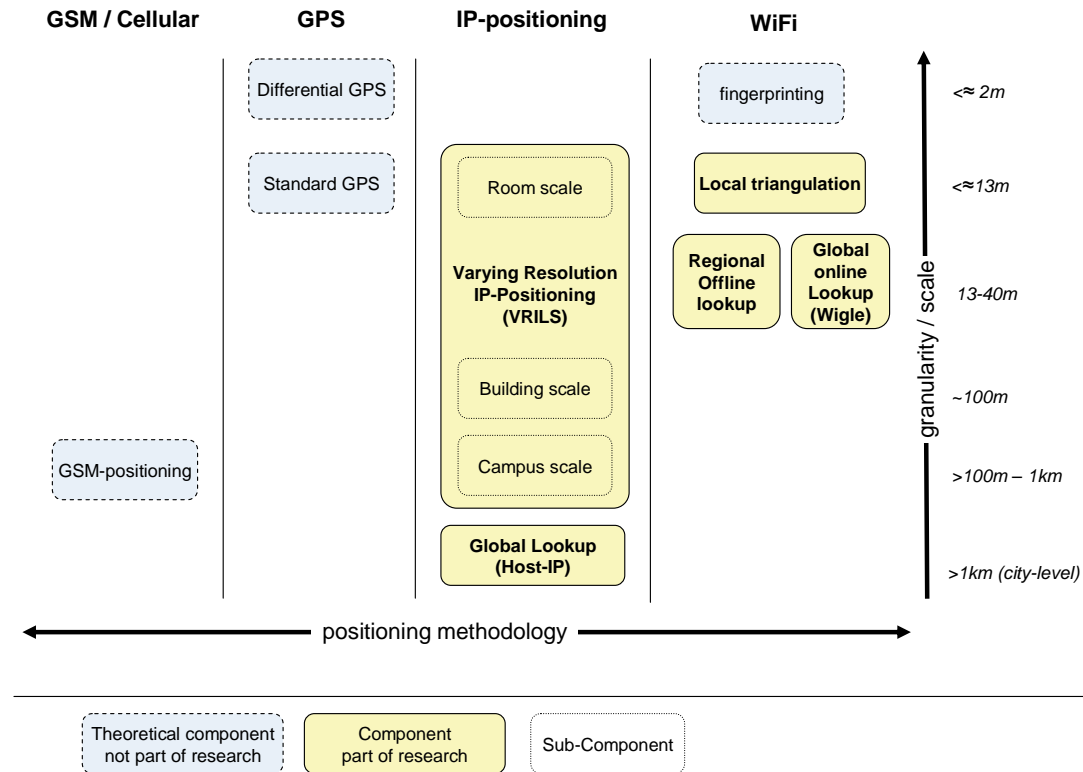 GSM / Cellular
GPS
IP-positioning
WiFi
Differential GPS
fingerprinting
<≈ 2m
Standard GPS
Room scale
Local triangulation
<≈13m
Varying Resolution
IP-Positioning
(VRILS)
Regional
Offline
lookup
Global
online
Lookup
(Wigle)
13-40m
granularity / scale
Building scale
~100m
GSM-positioning
Campus scale
>100m – 1km
Global Lookup
(Host-IP)
>1km (city-level)
positioning methodology
Theoretical component
not part of research
Component
part of research
Sub-Component